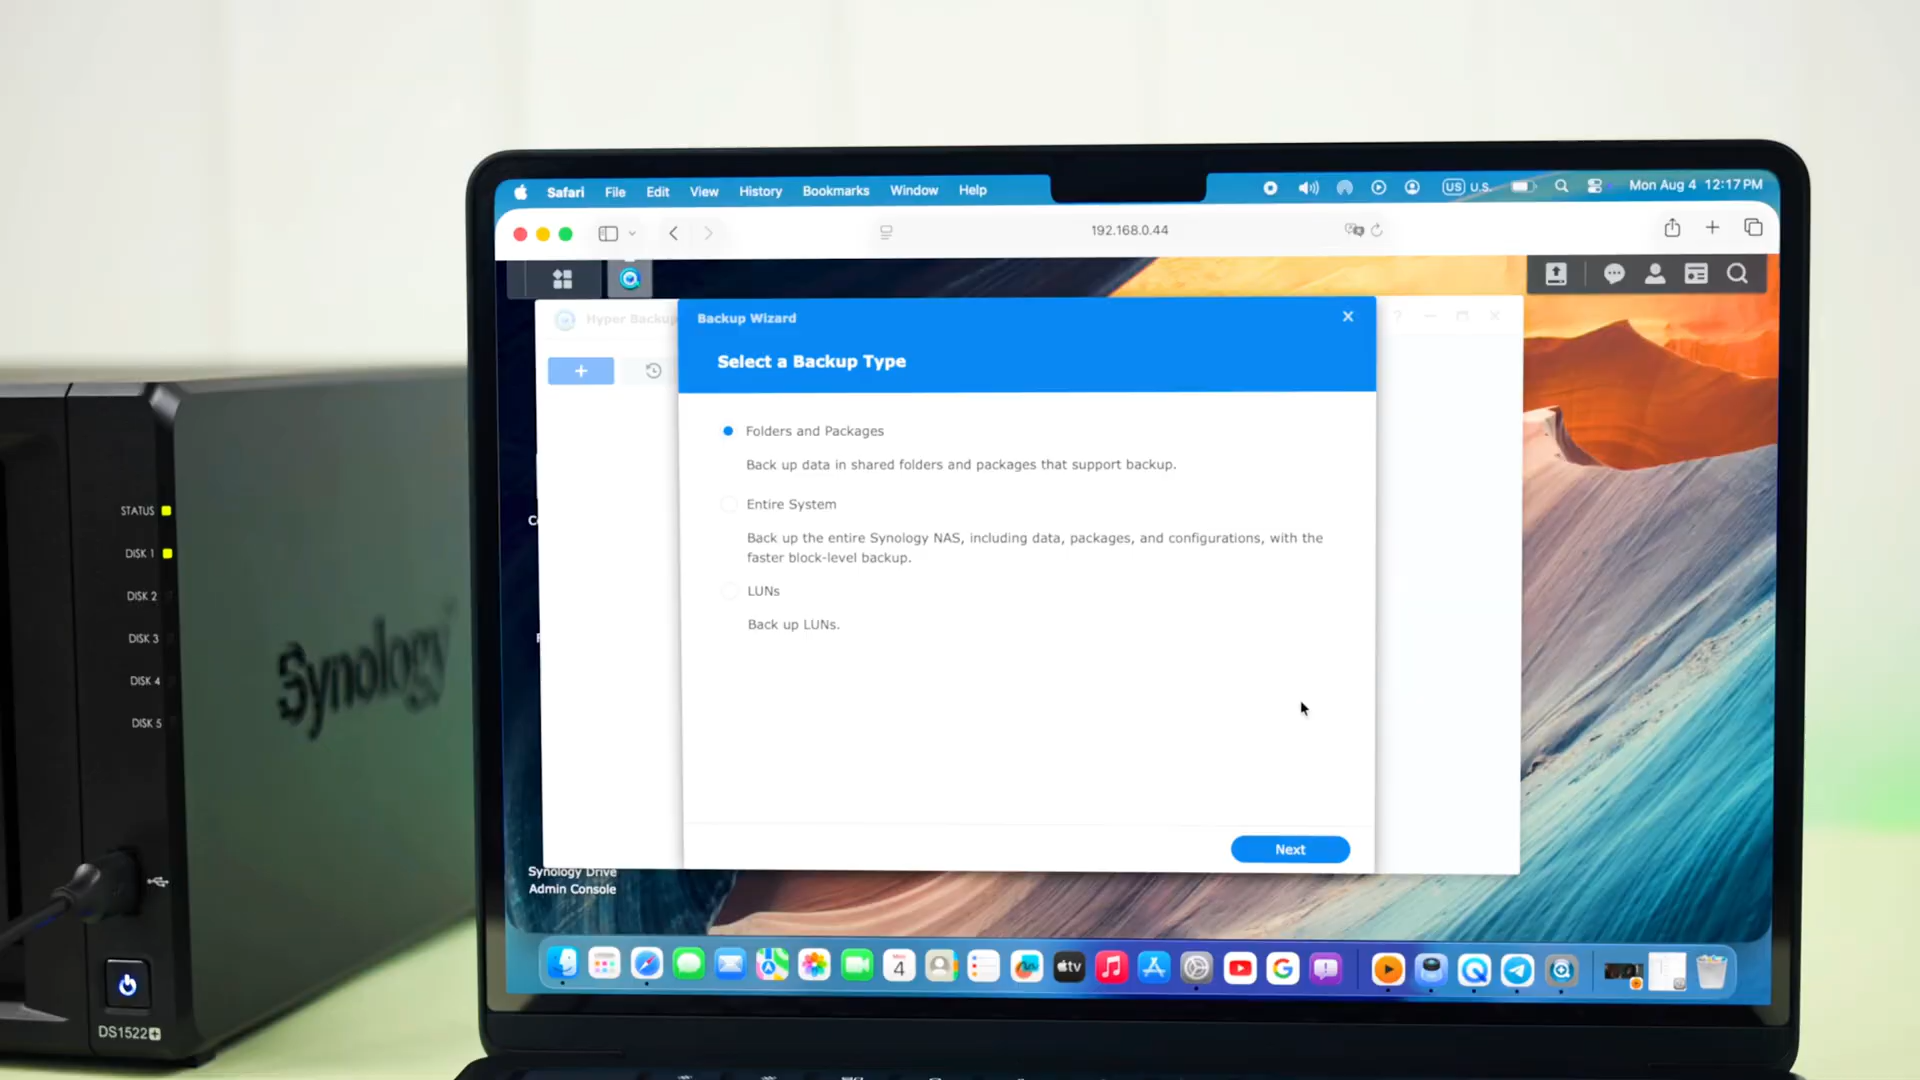 Safari File Edit View History Bookmarks Window Help
US U.S. Mon Aug 4 12:17 PM
192.168.0.44
Hyper Backup
Backup Wizard
Select a Backup Type
Folders and Packages
Back up data in shared folders and packages that support backup.
Entire System
Back up the entire Synology NAS, including data, packages, and configurations, with the
faster block-level backup.
LUNs
Back up LUNs.
Next
Synology Drive
Admin Console
4
tv
STATUS
DISK 1
DISK 2
DISK 3
DISK 4
DISK 5
Synology
DS1522+